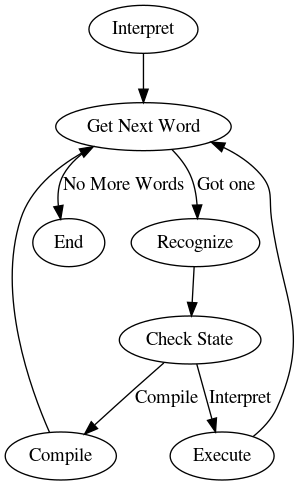 Interpret
Get Next Word
No More Words
Got one
End
Recognize
Check State
Compile
Interpret
Compile
Execute